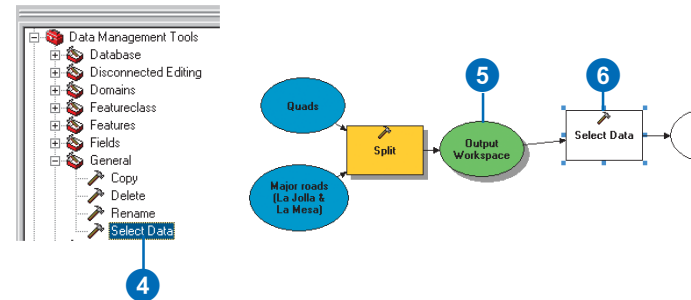 Data Management Tools
Database
Disconnected Editing
Domains
Featureclass
Features
Fields
General
Copy
Delete
Rename
Select Data
4
5
6
Quads
Split
Output
Workspace
Select Data
Major roads
(La Jolla &
La Mesa)